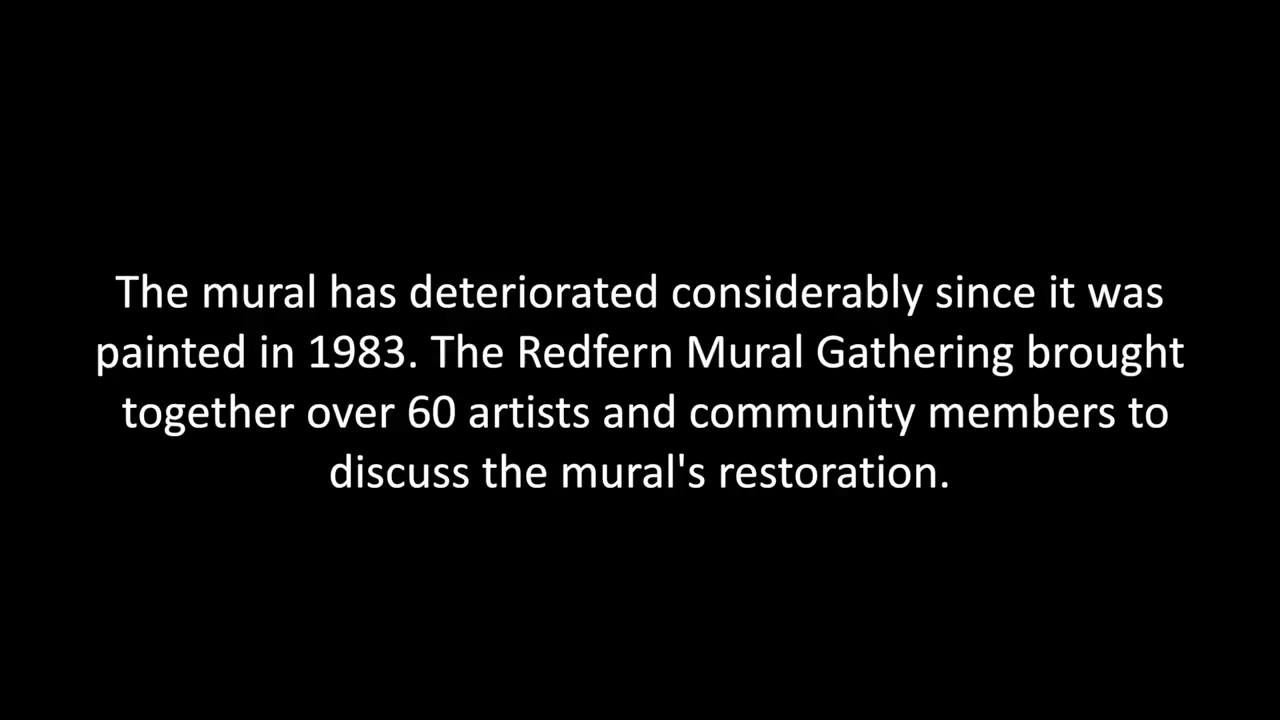 The mural has deteriorated considerably since it was
painted in 1983. The Redfern Mural Gathering brought
together over 60 artists and community members to
discuss the mural's restoration.